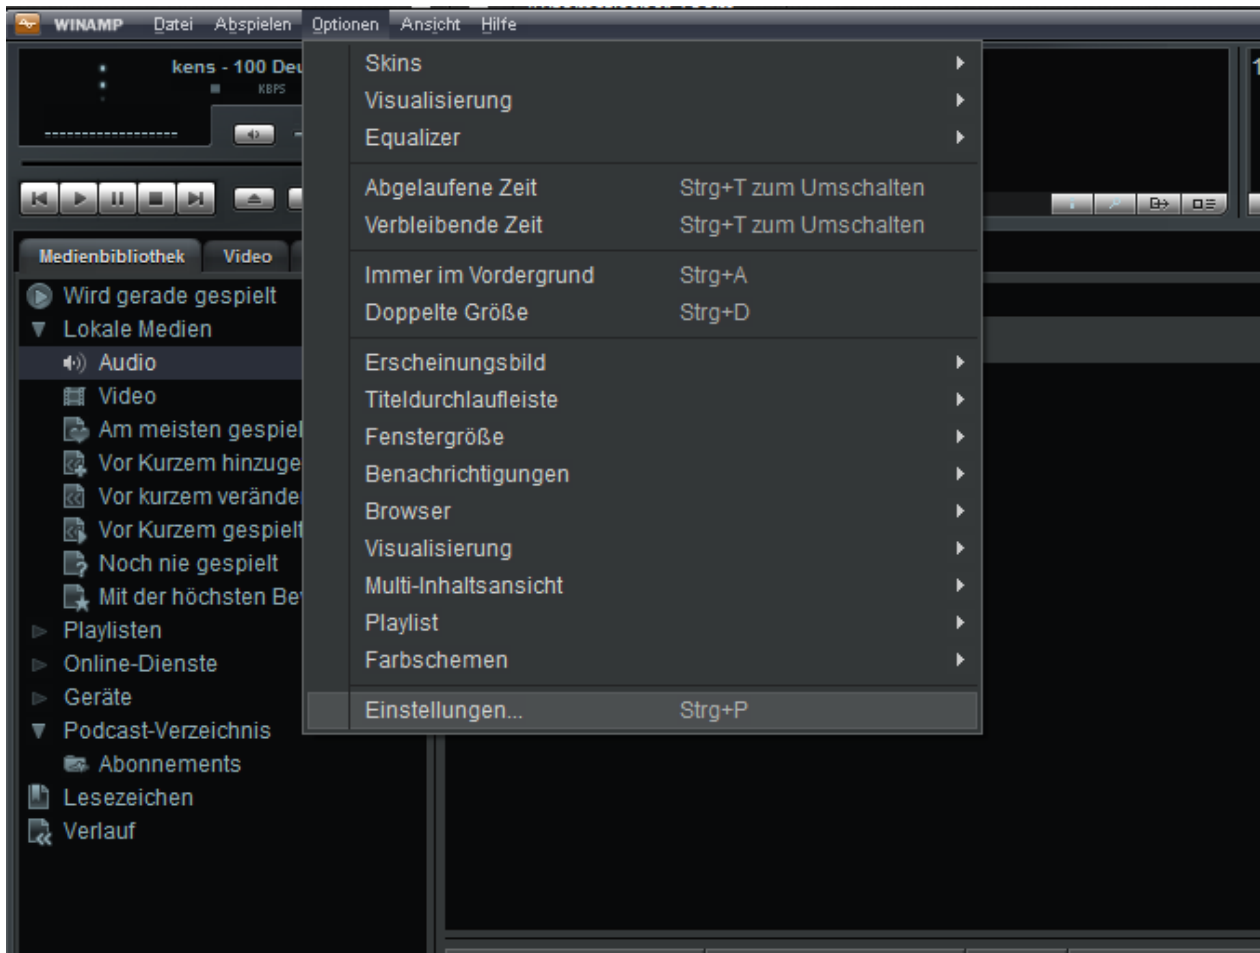 WINAMP Datei Abspielen Optionen Ansicht Hilfe
kens - 100 Deu
KBPS
Skins
Visualisierung
Equalizer
Abgelaufene Zeit Strg+T zum Umschalten
Verbleibende Zeit Strg+T zum Umschalten
Immer im Vordergrund Strg+A
Doppelte Größe Strg+D
Erscheinungsbild
Titeldurchlaufleiste
Fenstergröße
Benachrichtigungen
Browser
Visualisierung
Multi-Inhaltsansicht
Playlist
Farbschemen
Einstellungen... Strg+P
Medienbibliothek Video
Wird gerade gespielt
Lokale Medien
Audio
Video
Am meisten gespiel
Vor Kurzem hinzuge
Vor kurzem verände
Vor Kurzem gespielt
Noch nie gespielt
Mit der höchsten Be
Playlisten
Online-Dienste
Geräte
Podcast-Verzeichnis
Abonnements
Lesezeichen
Verlauf